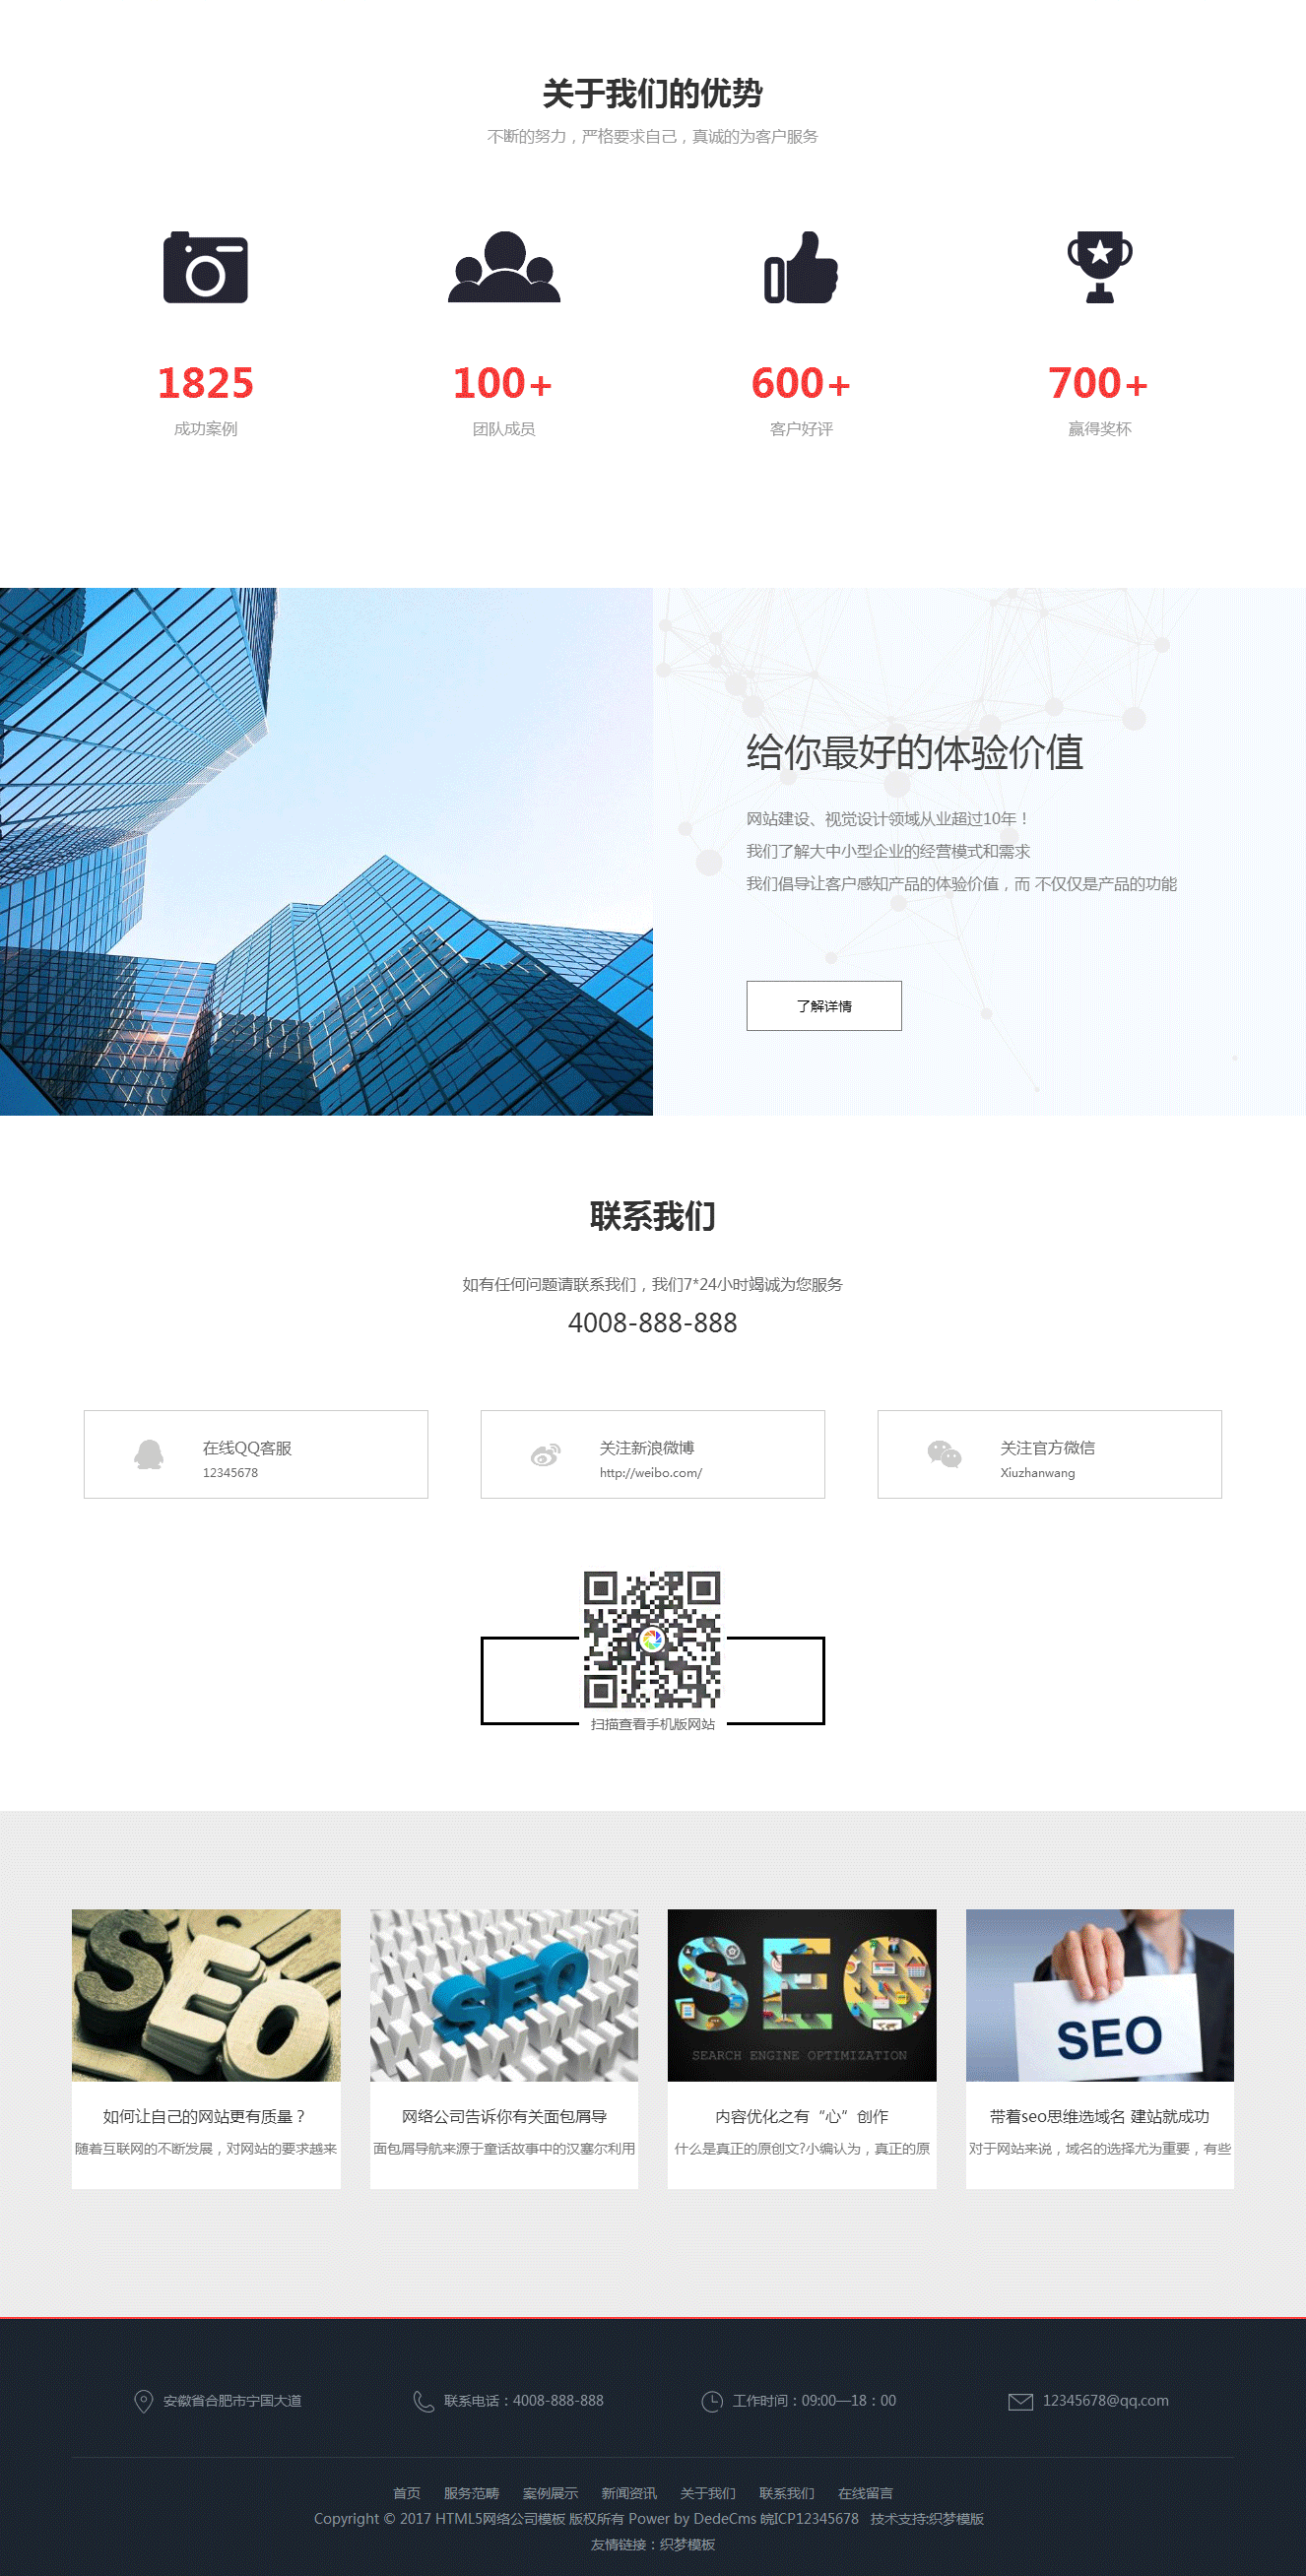 关于我们的优势
不断的努力，严格要求自己，真诚的为客户服务
1825
100+
600+
700+
成功案例
团队成员
客户好评
赢得奖杯
给你最好的体验价值
网站建设、视觉设计领域从业超过10年！
我们了解大中小型企业的经营模式和需求
我们倡导让客户感知产品的体验价值，而 不仅仅是产品的功能
了解详情
联系我们
如有任何问题请联系我们，我们7*24小时竭诚为您服务
4008-888-888
在线QQ客服
12345678
关注新浪微博
http://weibo.com/
关注官方微信
Xiuzhanwang
扫描查看手机版网站
SEO
SEO
SEO
SEARCH ENGINE OPTIMIZATION
SEO
如何让自己的网站更有质量？
随着互联网的不断发展，对网站的要求越来
网络公司告诉你有关面包屑导
面包屑导航来源于童话故事中的汉塞尔利用
内容优化之有“心”创作
什么是真正的原创文?小编认为，真正的原
带着seo思维选域名 建站就成功
对于网站来说，域名的选择尤为重要，有些
安徽省合肥市宁国大道
联系电话：4008-888-888
工作时间：09:00—18：00
12345678@qq.com
首页 服务范畴 案例展示 新闻资讯 关于我们 联系我们 在线留言
Copyright © 2017 HTML5网络公司模板 版权所有 Power by DedeCms 皖ICP12345678 技术支持:织梦模版
友情链接：织梦模板